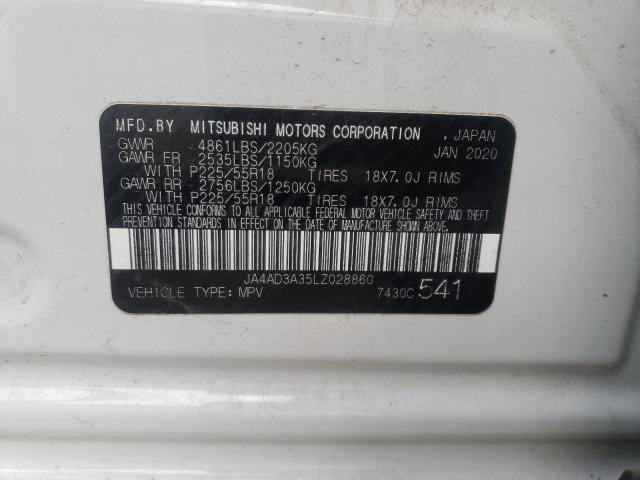 MFD.BY MITSUBISHI MOTORS CORPORATION , JAPAN
GVWR 4861LBS/2205KG JAN 2020
GAWR FR 2535LBS/1150KG
WITH P225/55R18 TIRES 18X7.0J RIMS
GAWR RR 2756LBS/1250KG
WITH P225/55R18 TIRES 18X7.0J RIMS
THIS VEHICLE CONFORMS TO ALL APPLICABLE FEDERAL MOTOR VEHICLE SAFETY AND THEFT
PREVENTION STANDARDS IN EFFECT ON THE DATE OF MANUFACTURE SHOWN ABOVE.
JA4AD3A35LZ028860
VEHICLE TYPE: MPV 7430C541